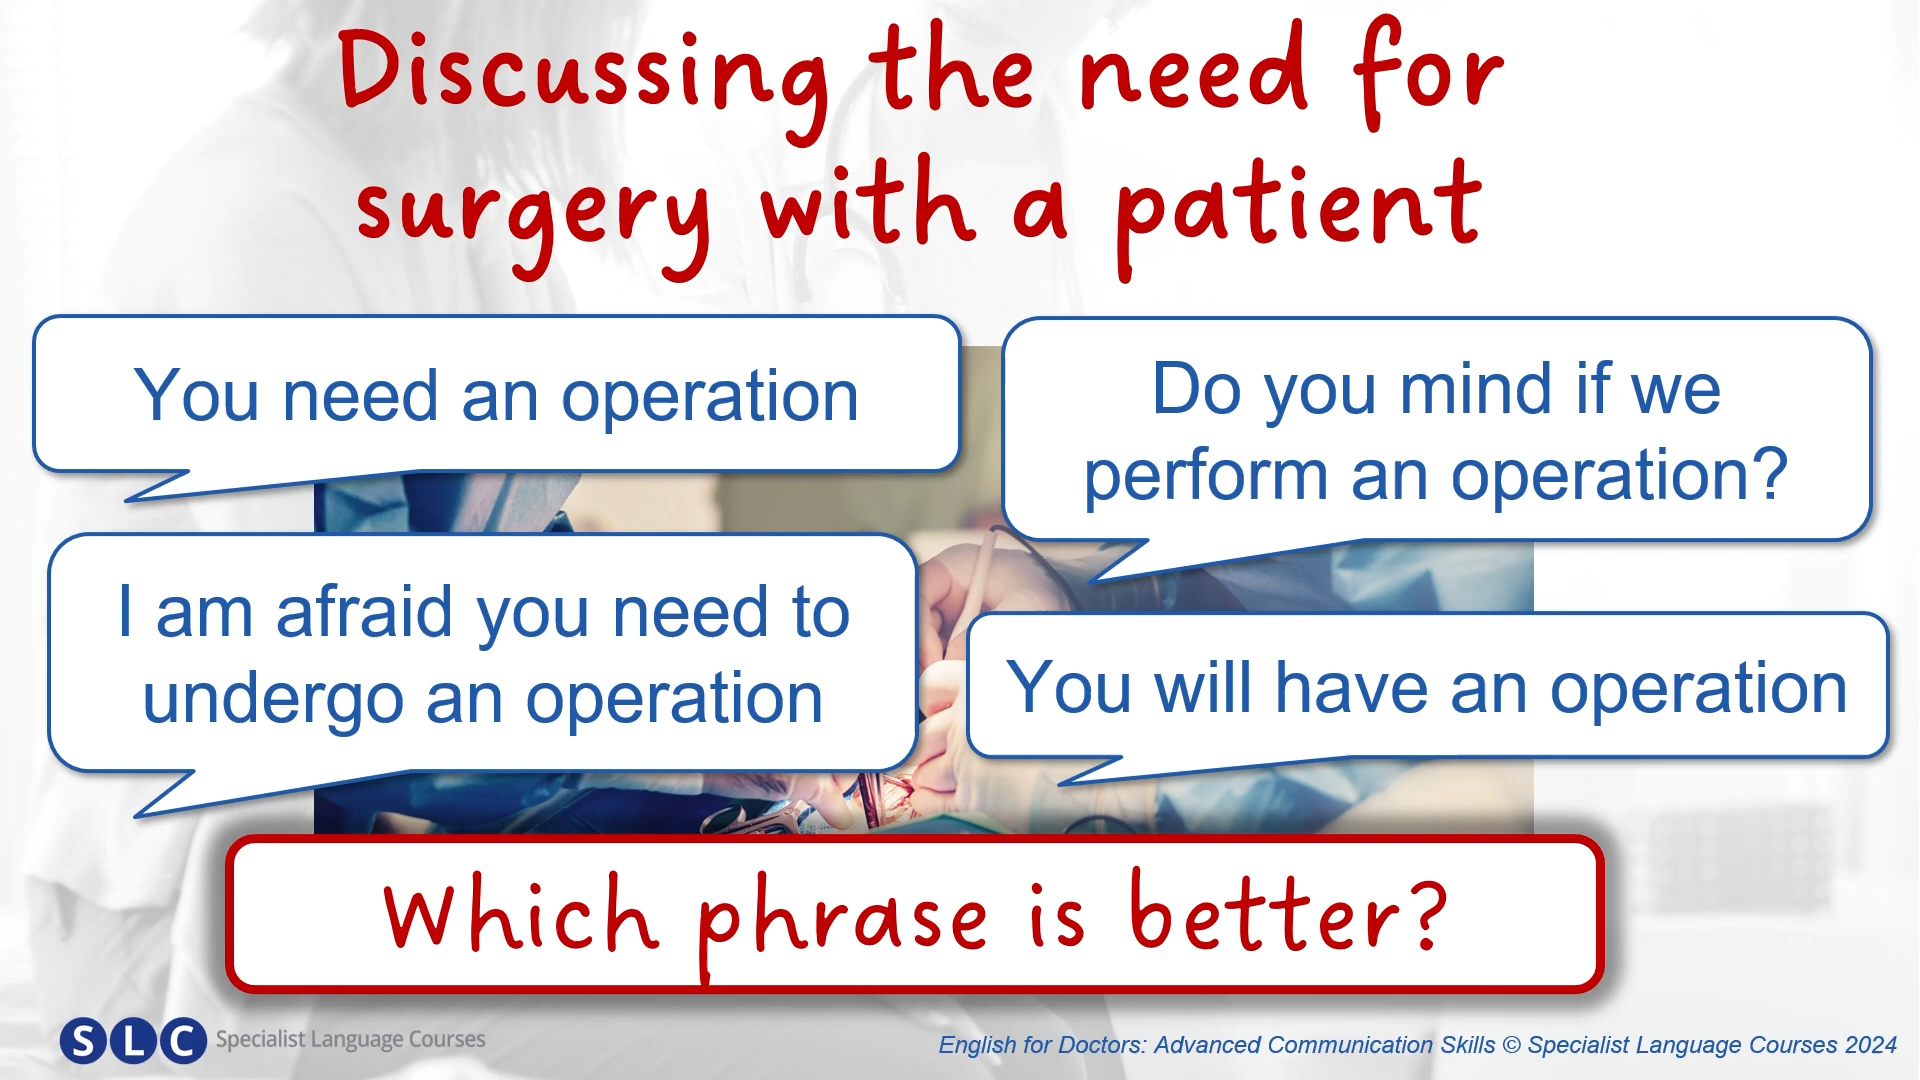 Discussing the need for
surgery with a patient
You need an operation
Do you mind if we
perform an operation?
I am afraid you need to
undergo an operation
You will have an operation
Which phrase is better?
SLC Specialist Language Courses
English for Doctors: Advanced Communication Skills © Specialist Language Courses 2024